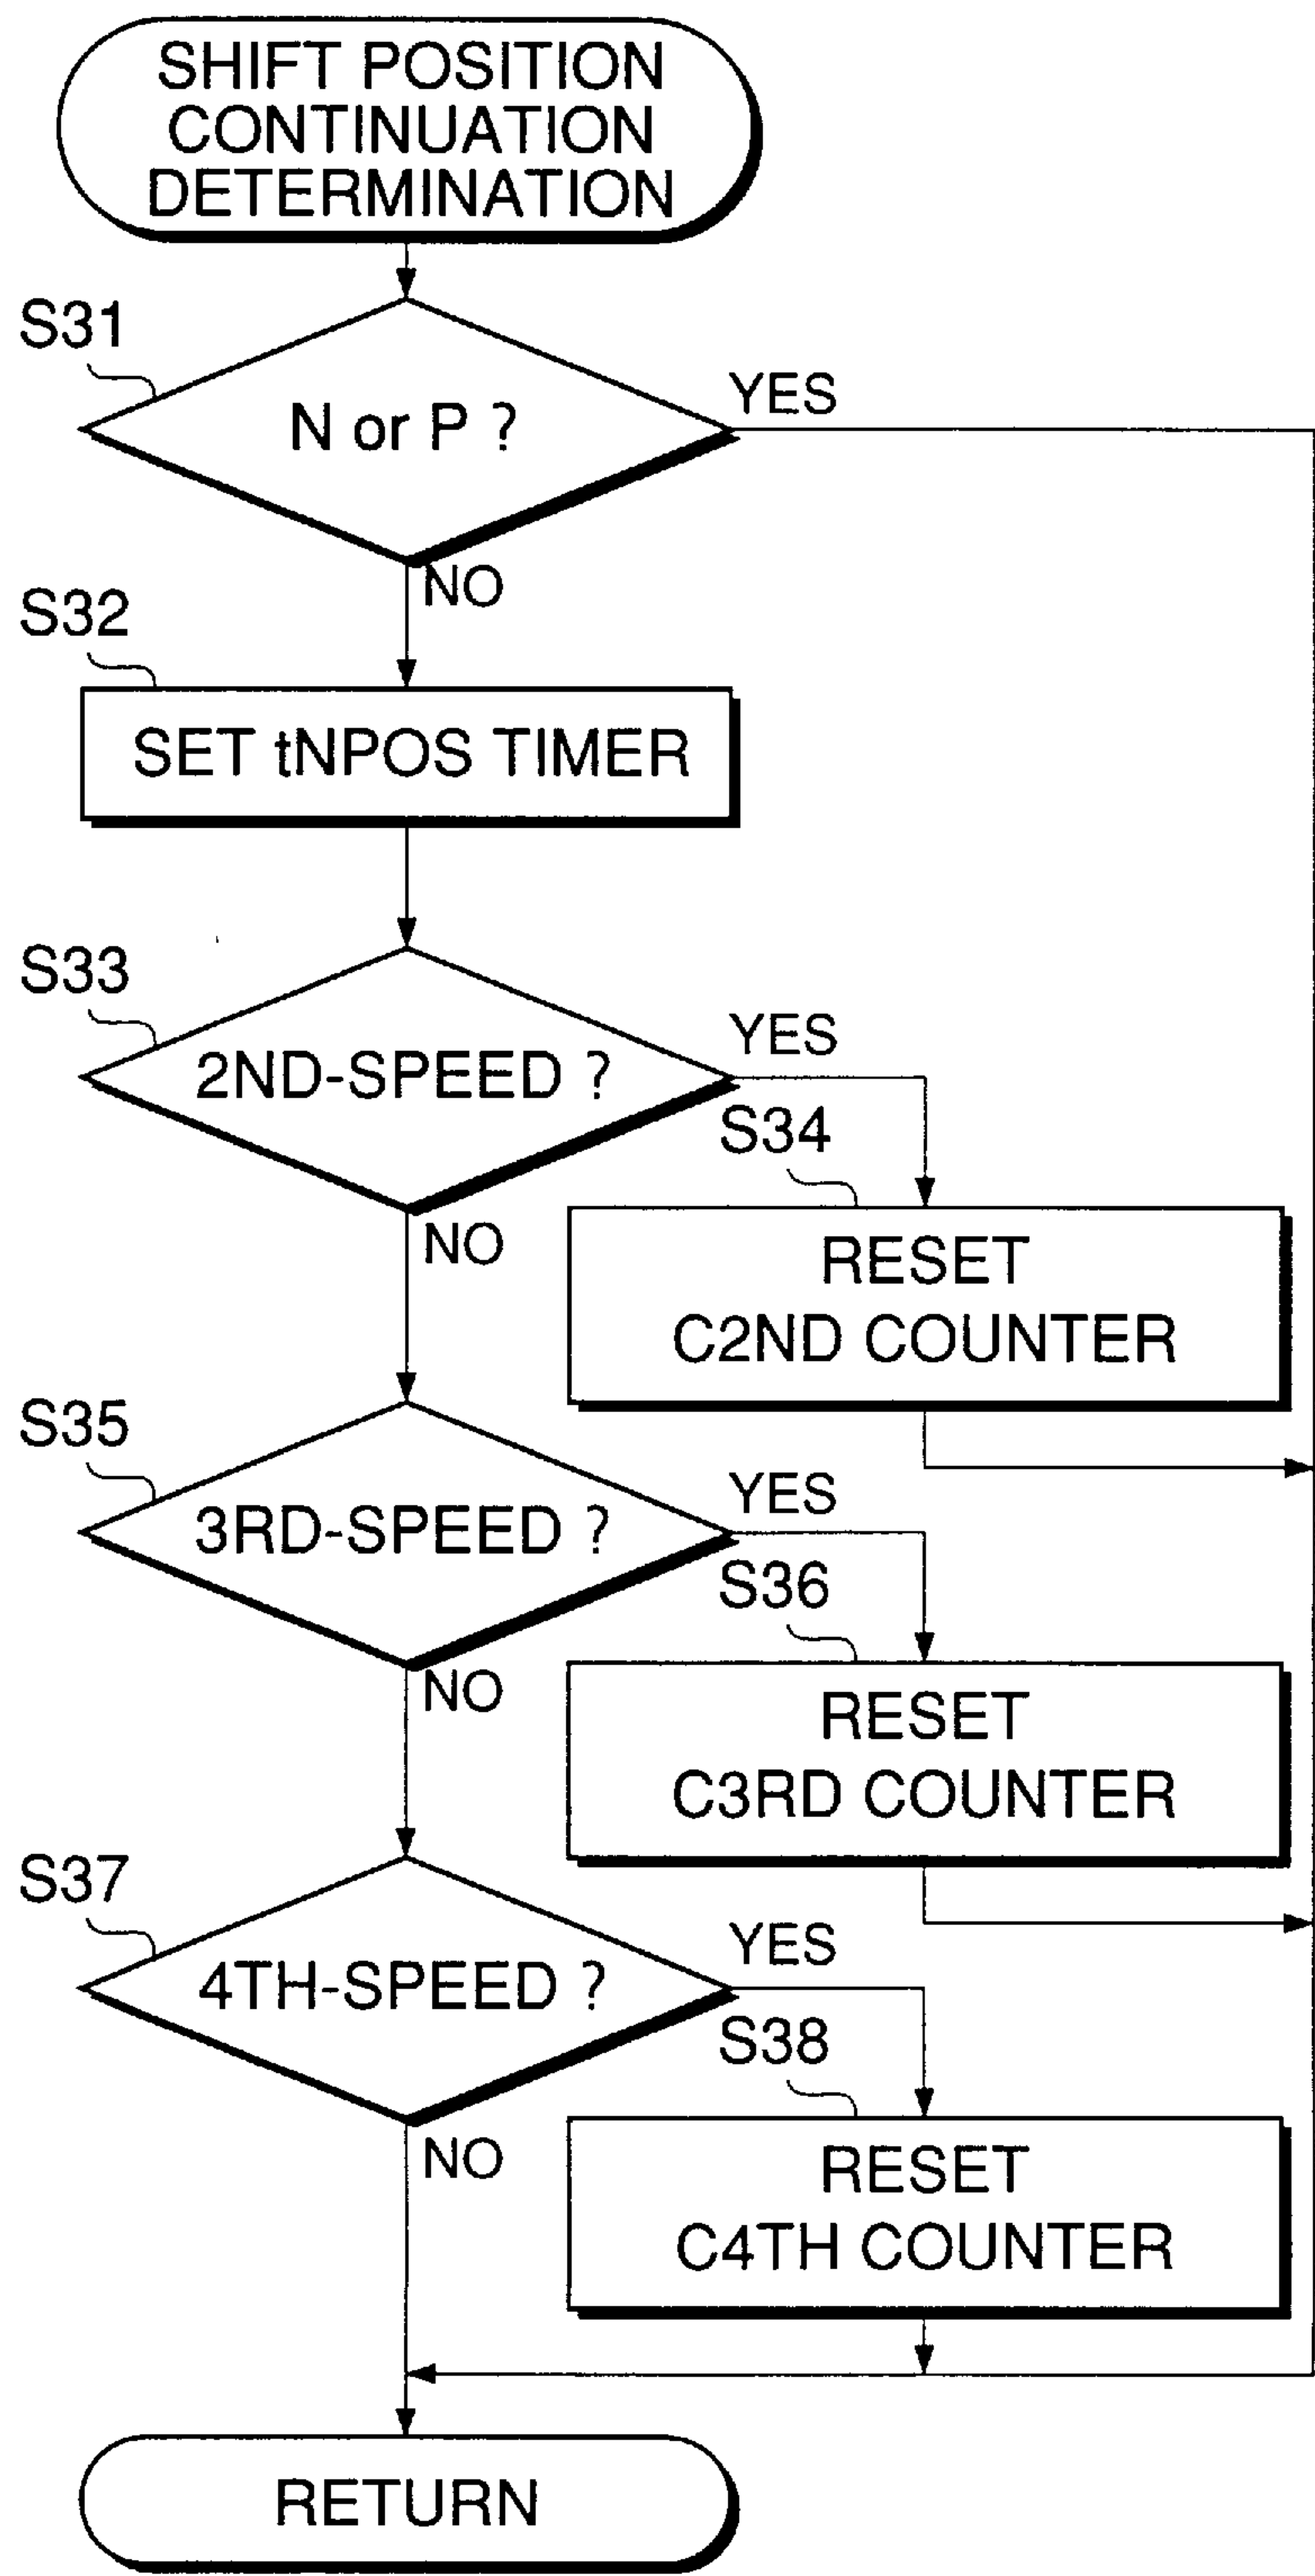 SHIFT POSITION
CONTINUATION
DETERMINATION
S31
N or P ?
YES
NO
S32
SET tNPOS TIMER
S33
2ND-SPEED ?
YES
NO
S34
RESET
C2ND COUNTER
S35
3RD-SPEED ?
YES
NO
S36
RESET
C3RD COUNTER
S37
4TH-SPEED ?
YES
NO
S38
RESET
C4TH COUNTER
RETURN